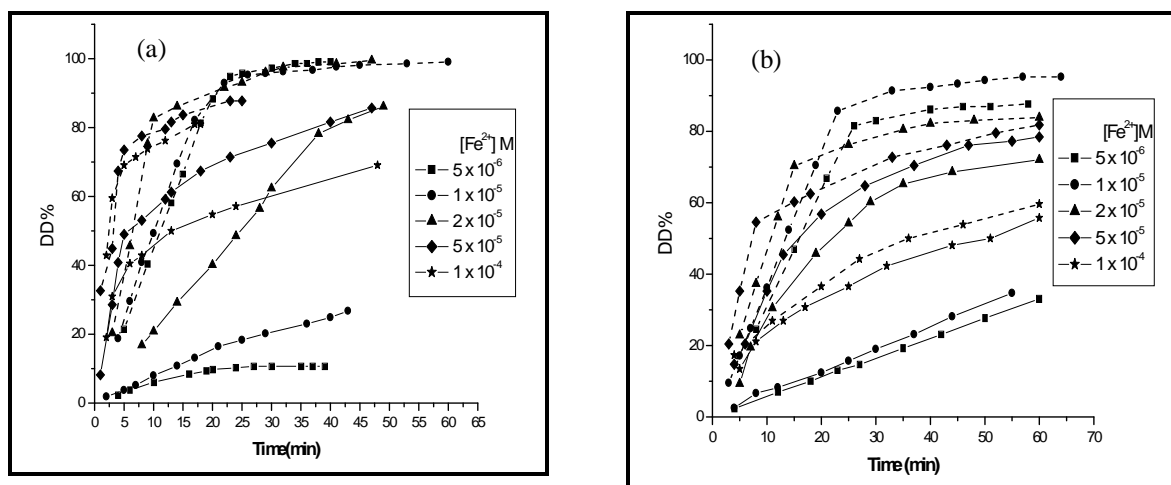 (a)
DD%
100
80
60
40
20
0
0 5 10 15 20 25 30 35 40 45 50 55 60 65
Time(min)
[Fe²⁺] M
5 x 10⁻⁶
1 x 10⁻⁵
2 x 10⁻⁵
5 x 10⁻⁵
1 x 10⁻⁴
(b)
DD%
100
80
60
40
20
0
0 10 20 30 40 50 60 70
Time (min)
[Fe²⁺]M
5 x 10⁻⁶
1 x 10⁻⁵
2 x 10⁻⁵
5 x 10⁻⁵
1 x 10⁻⁴